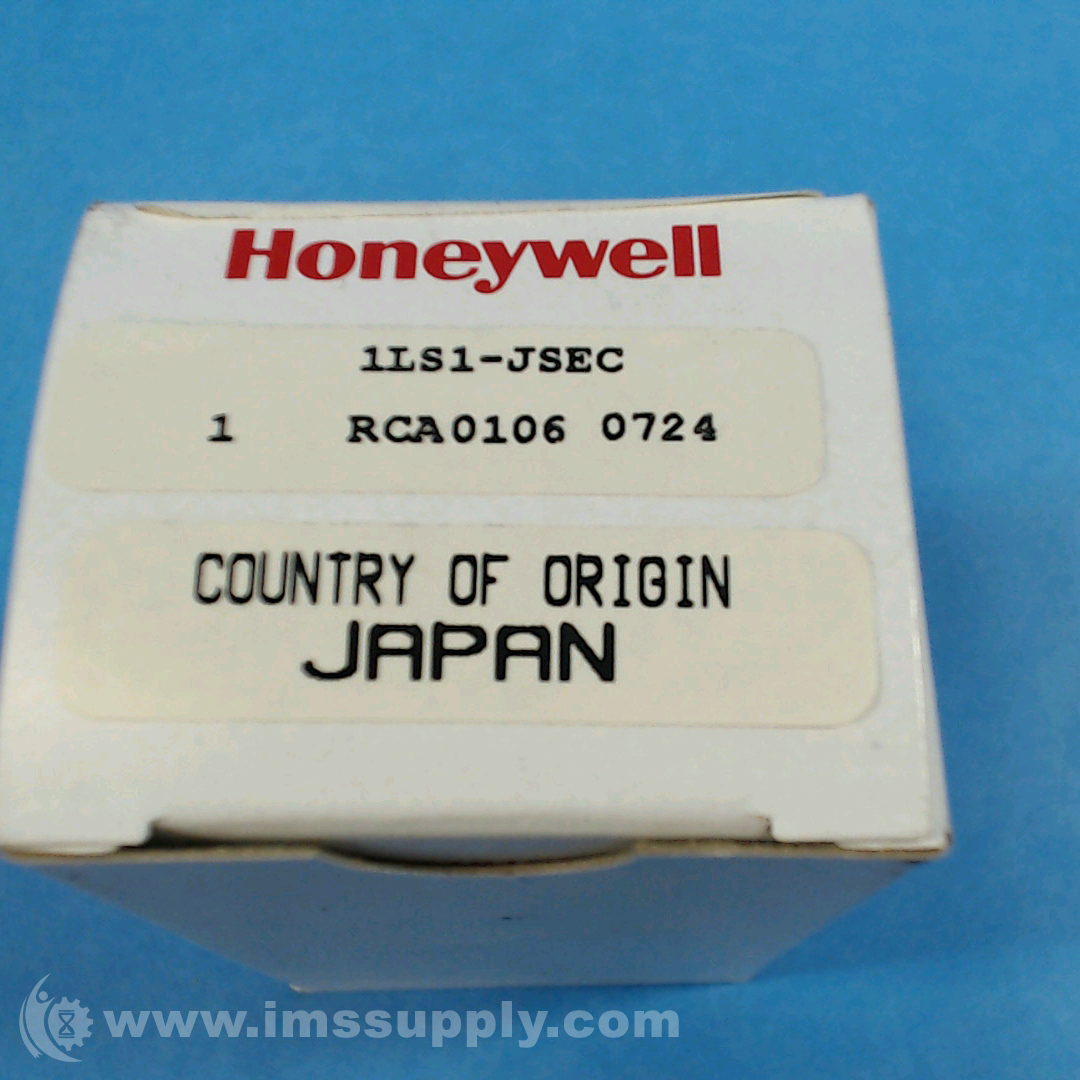 Honeywell
1LS1-JSEC
1 RCA0106 0724
COUNTRY OF ORIGIN
JAPAN
www.imssupply.com